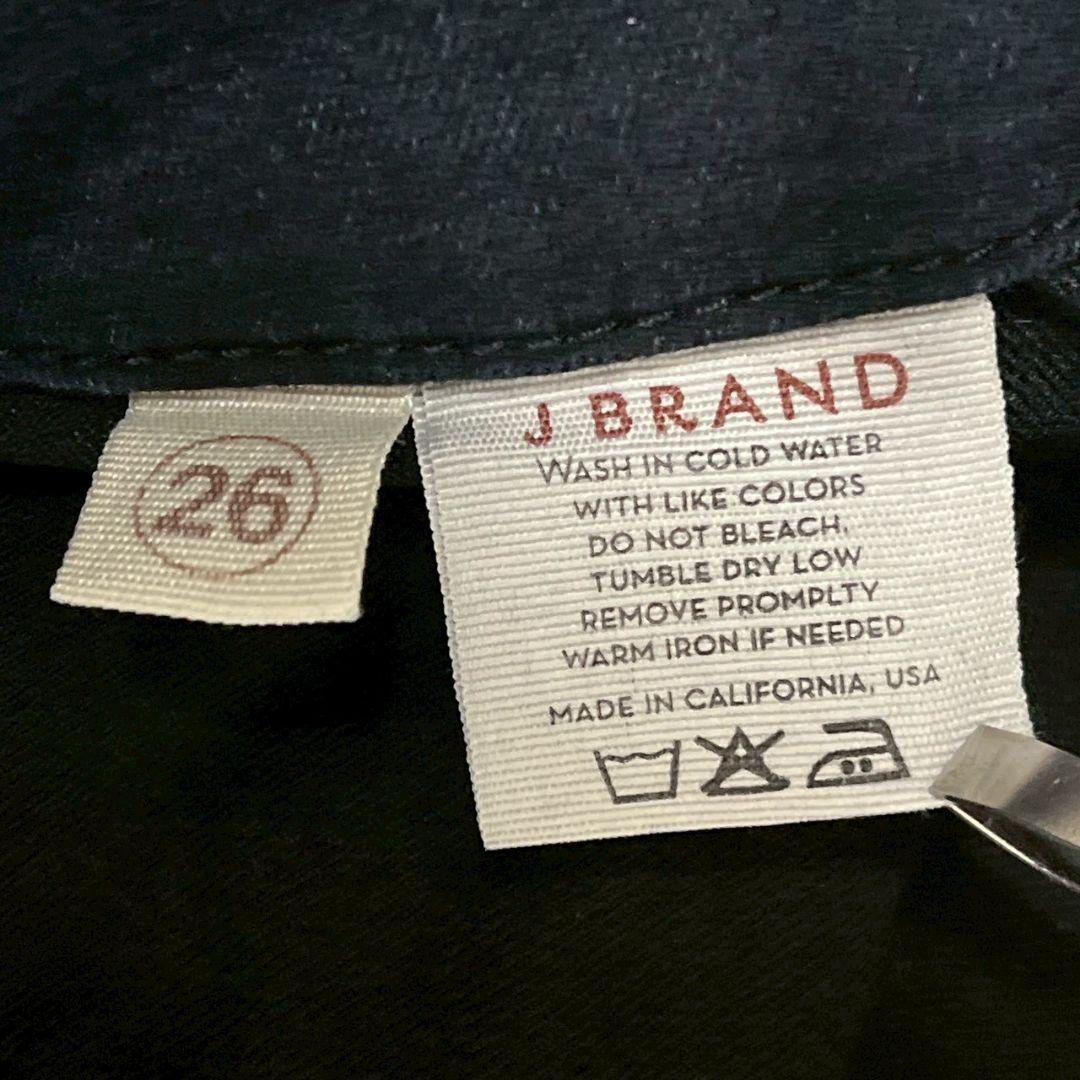 26
J BRAND
WASH IN COLD WATER
WITH LIKE COLORS
DO NOT BLEACH,
TUMBLE DRY LOW
REMOVE PROMPLTY
WARM IRON IF NEEDED
MADE IN CALIFORNIA, USA